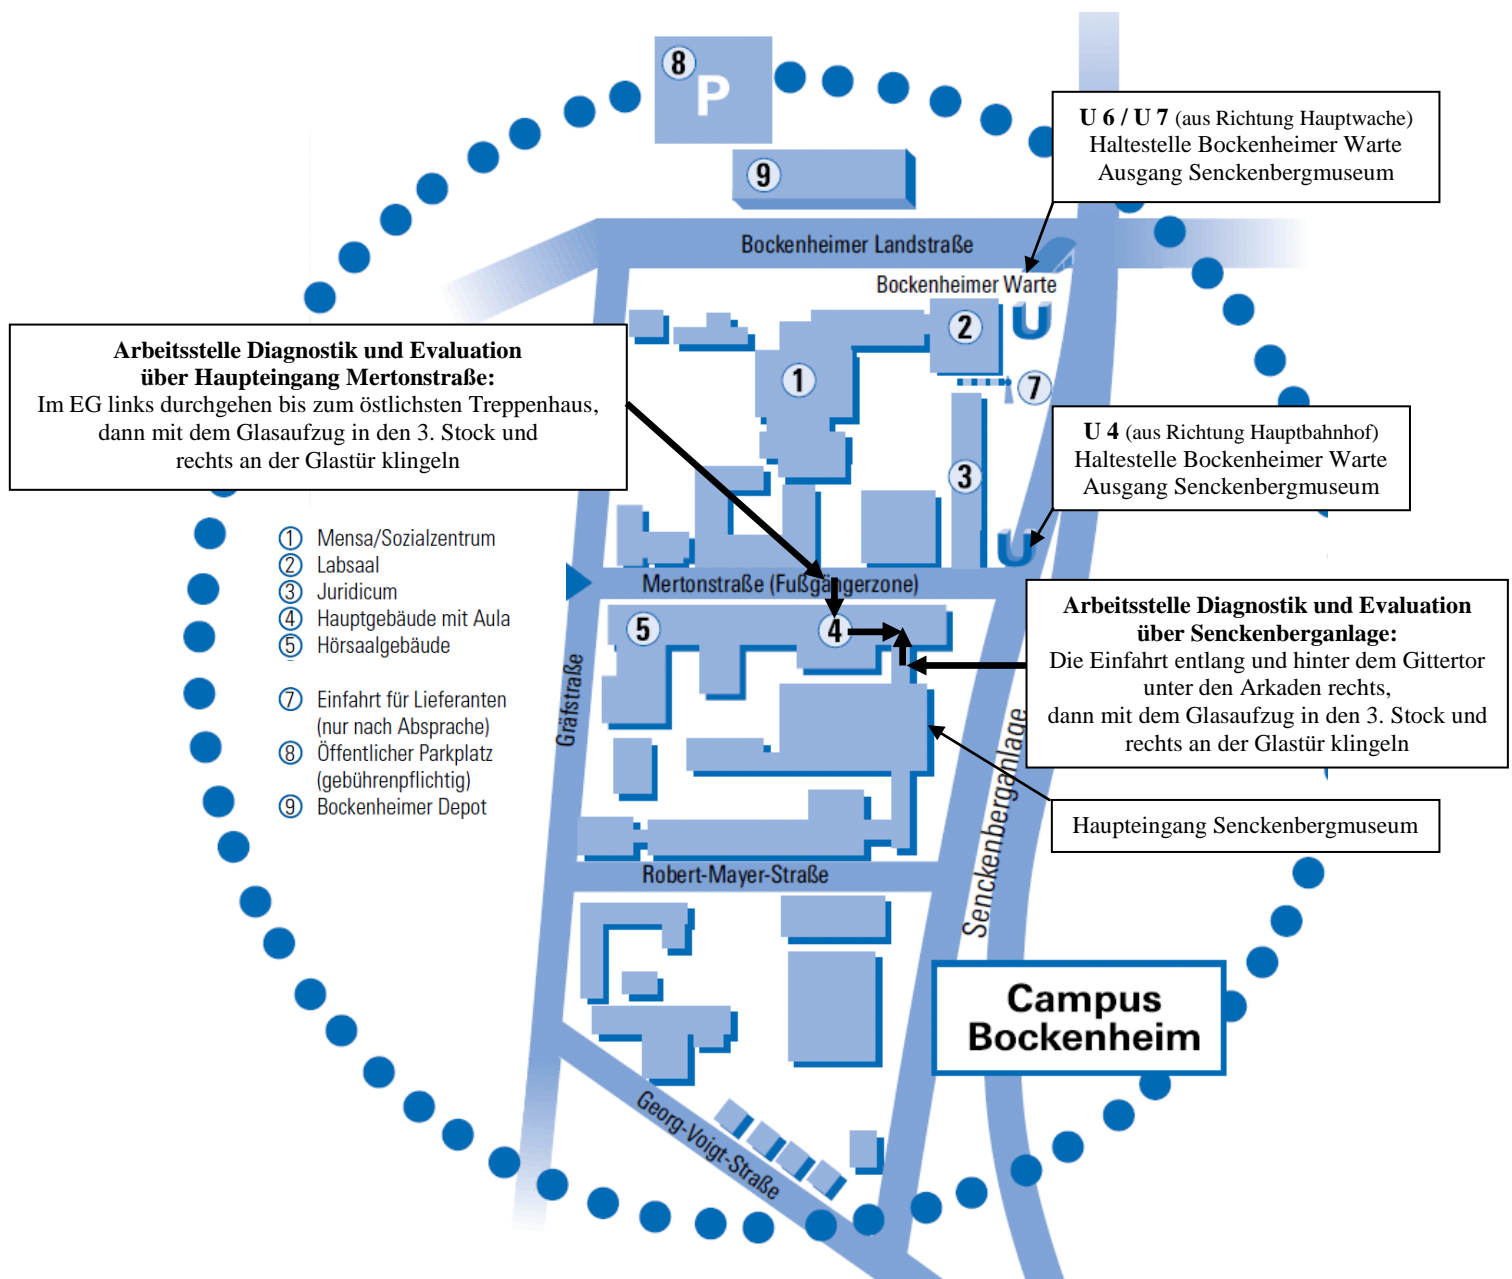 8
P
9
U 6 / U 7 (aus Richtung Hauptwache)
Haltestelle Bockenheimer Warte
Ausgang Senckenbergmuseum
Bockenheimer Landstraße
Bockenheimer Warte
2
U
1
7
Arbeitsstelle Diagnostik und Evaluation
über Haupteingang Mertonstraße:
Im EG links durchgehen bis zum östlichsten Treppenhaus,
dann mit dem Glasaufzug in den 3. Stock und
rechts an der Glastür klingeln
U 4 (aus Richtung Hauptbahnhof)
Haltestelle Bockenheimer Warte
Ausgang Senckenbergmuseum
3
U
1 Mensa/Sozialzentrum
2 Labsaal
3 Juridicum
4 Hauptgebäude mit Aula
5 Hörsaalgebäude
7 Einfahrt für Lieferanten
(nur nach Absprache)
8 Öffentlicher Parkplatz
(gebührenpflichtig)
9 Bockenheimer Depot
Mertonstraße (Fußgängerzone)
5
4
Arbeitsstelle Diagnostik und Evaluation
über Senckenberganlage:
Die Einfahrt entlang und hinter dem Gittertor
unter den Arkaden rechts,
dann mit dem Glasaufzug in den 3. Stock und
rechts an der Glastür klingeln
Gräfstraße
Senckenberganlage
Haupteingang Senckenbergmuseum
Robert-Mayer-Straße
Campus
Bockenheim
Georg-Voigt-Straße